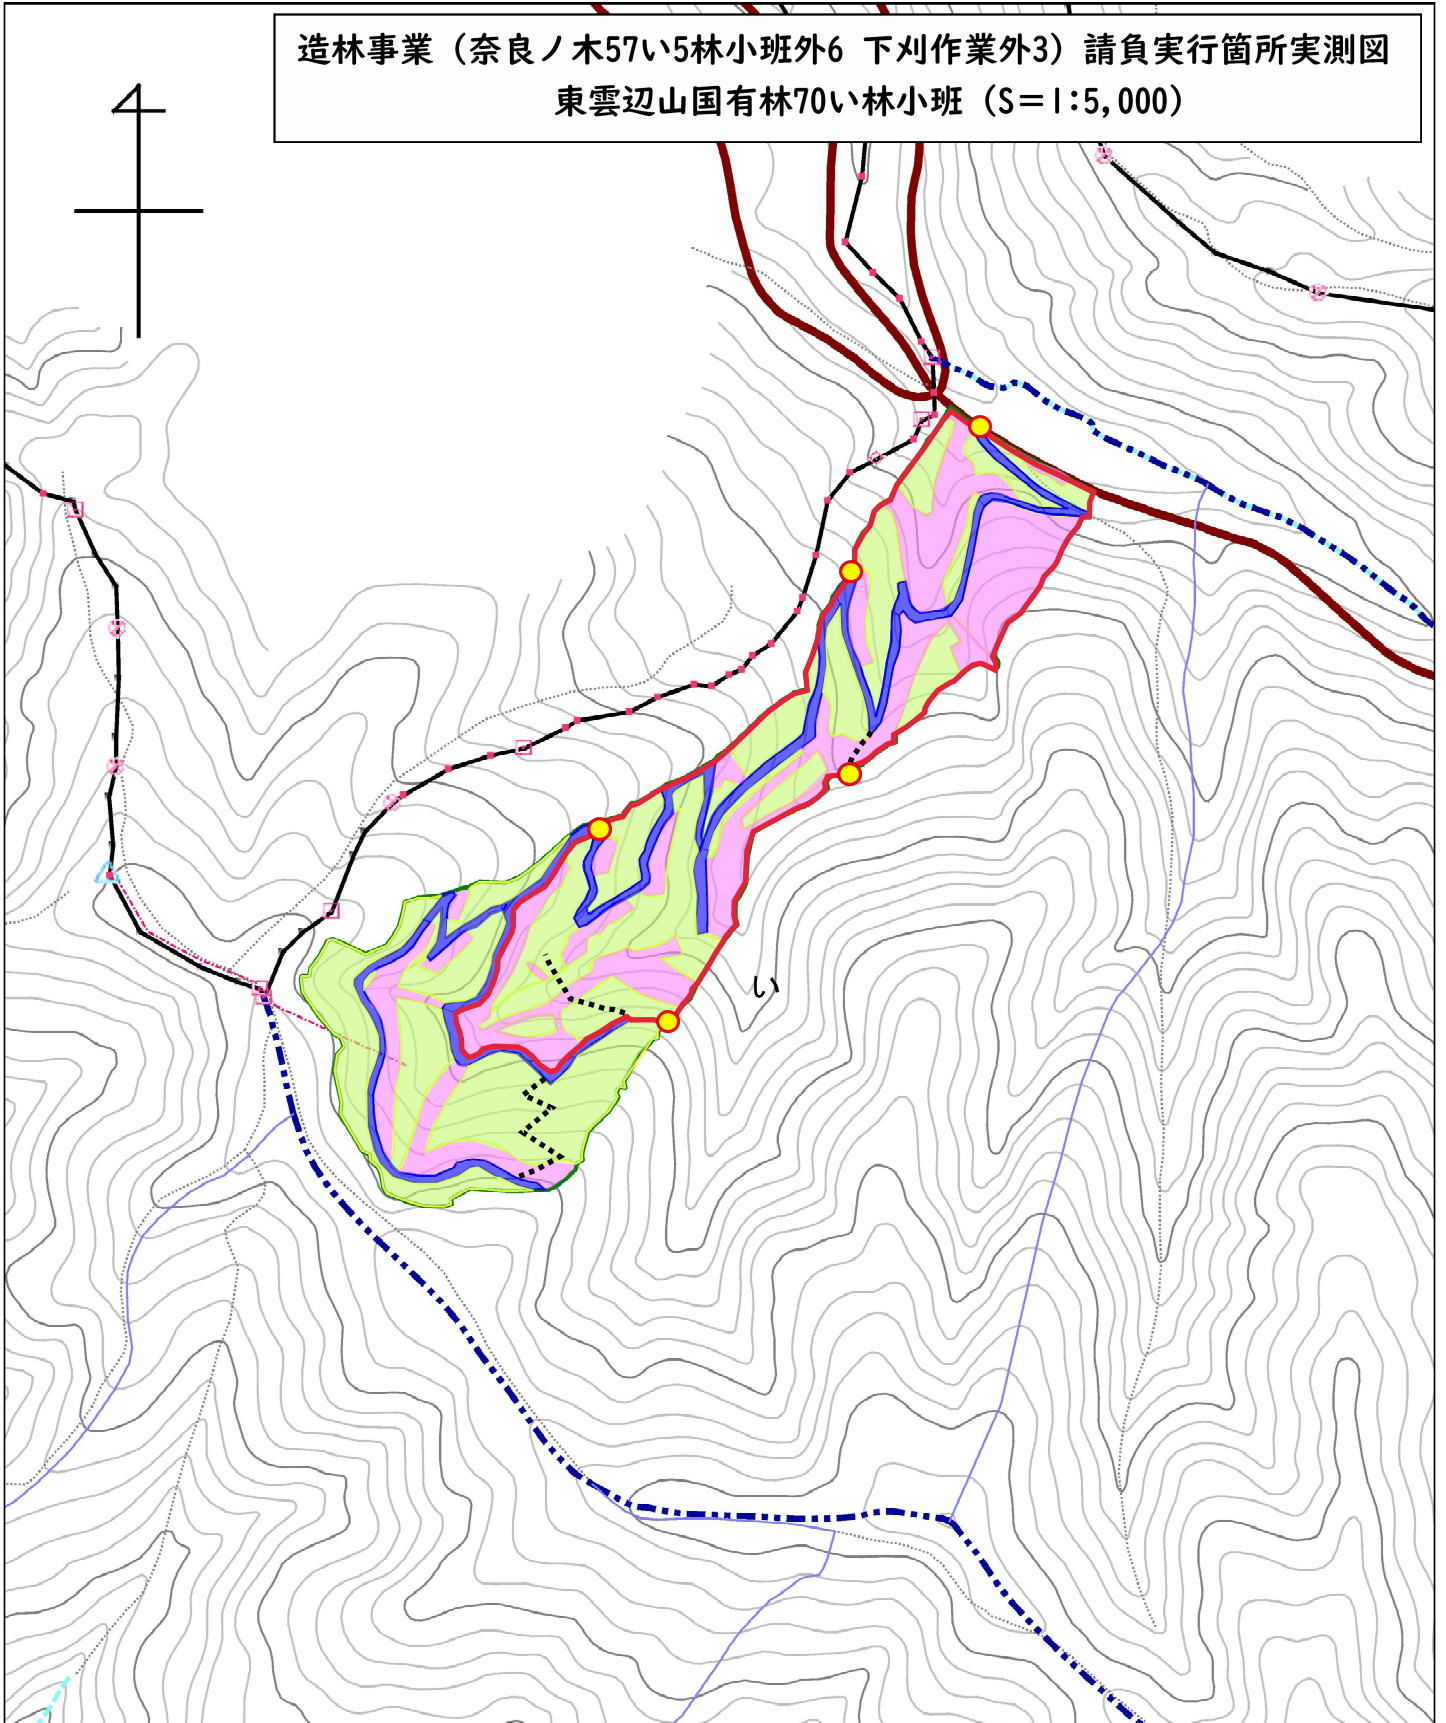 造林事業（奈良ノ木57い5林小班外6 下刈作業外3）請負実行箇所実測図
東雲辺山国有林70い林小班（S＝1:5,000）
い